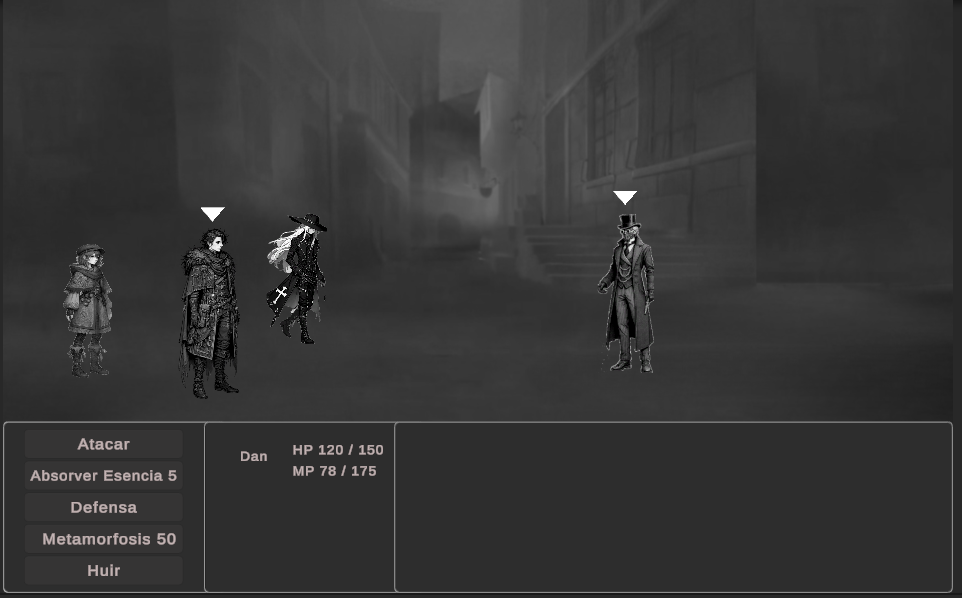 Atacar
Absorver Esencia 5
Defensa
Metamorfosis 50
Huir
Dan
HP 120 / 150
MP 78 / 175